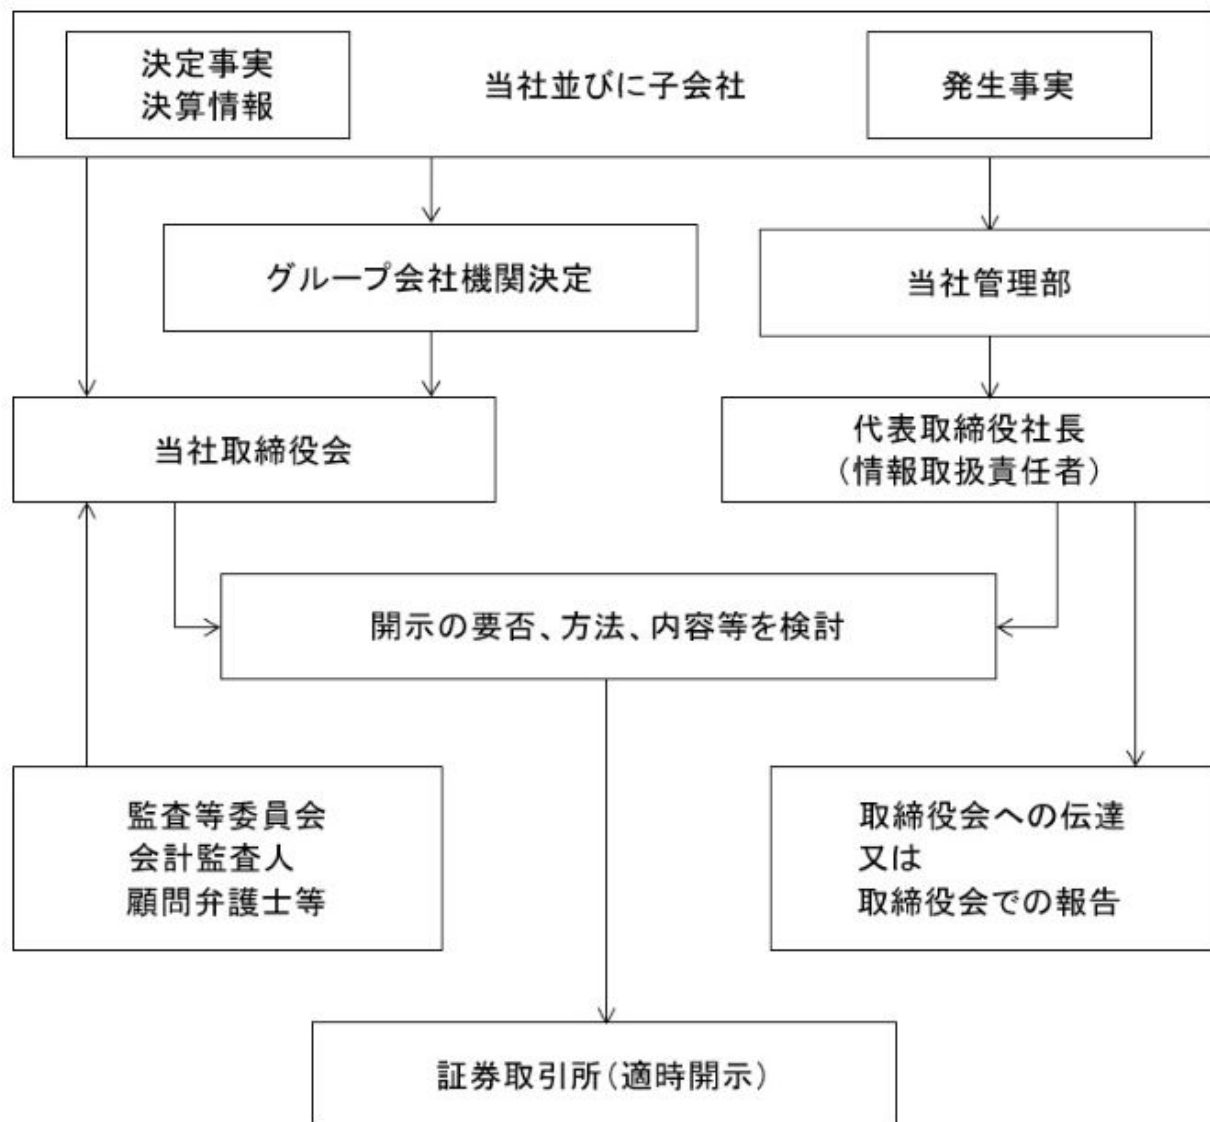 決定事実
決算情報
当社並びに子会社
発生事実
グループ会社機関決定
当社管理部
当社取締役会
代表取締役社長
（情報取扱責任者）
開示の要否、方法、内容等を検討
監査等委員会
会計監査人
顧問弁護士等
取締役会への伝達
又は
取締役会での報告
証券取引所（適時開示）